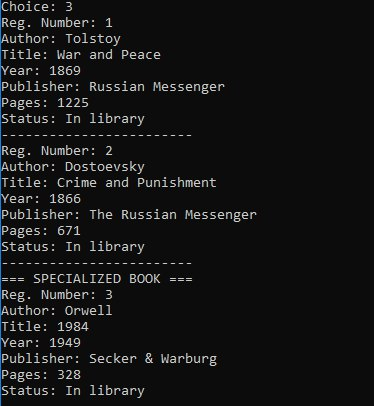 Choice: 3
Reg. Number: 1
Author: Tolstoy
Title: War and Peace
Year: 1869
Publisher: Russian Messenger
Pages: 1225
Status: In library
------------------------
Reg. Number: 2
Author: Dostoevsky
Title: Crime and Punishment
Year: 1866
Publisher: The Russian Messenger
Pages: 671
Status: In library
------------------------
=== SPECIALIZED BOOK ===
Reg. Number: 3
Author: Orwell
Title: 1984
Year: 1949
Publisher: Secker & Warburg
Pages: 328
Status: In library